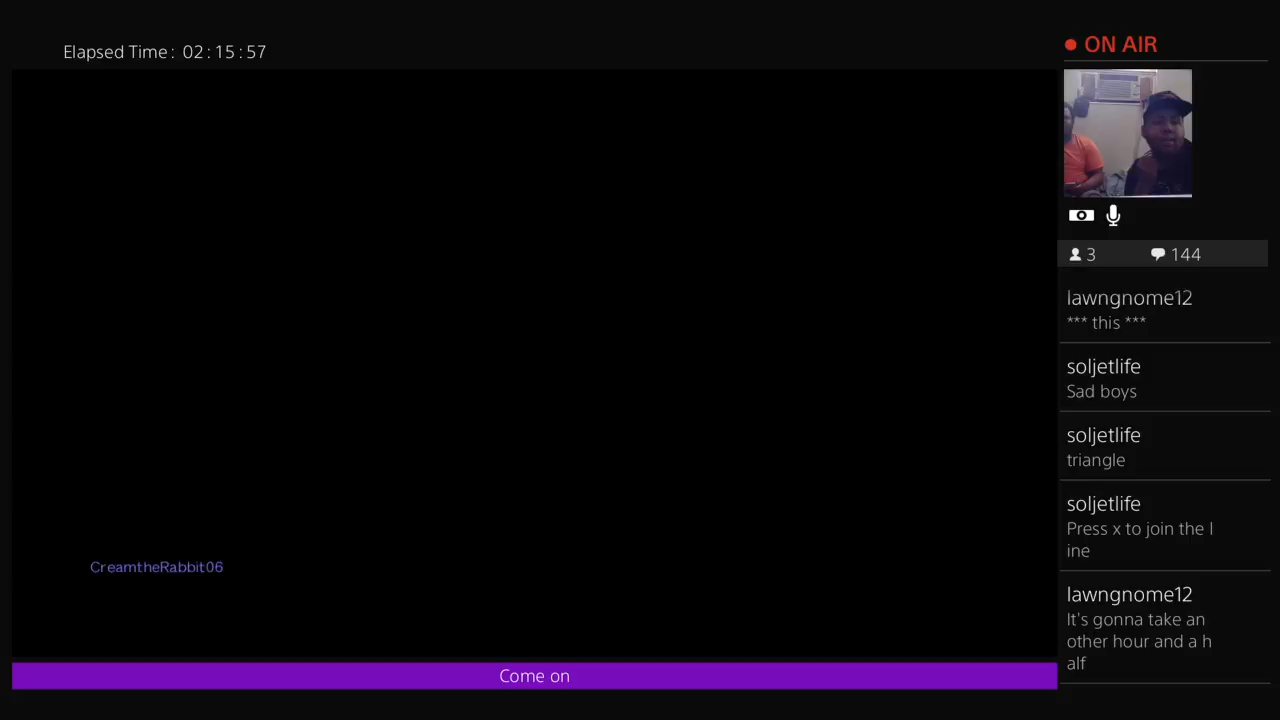 Elapsed Time: 02:15:57
ON AIR
3 144
lawngnome12
*** this ***
soljetlife
Sad boys
soljetlife
triangle
soljetlife
Press x to join the l
ine
lawngnome12
It's gonna take an
other hour and a h
alf
CreamtheRabbit06
Come on